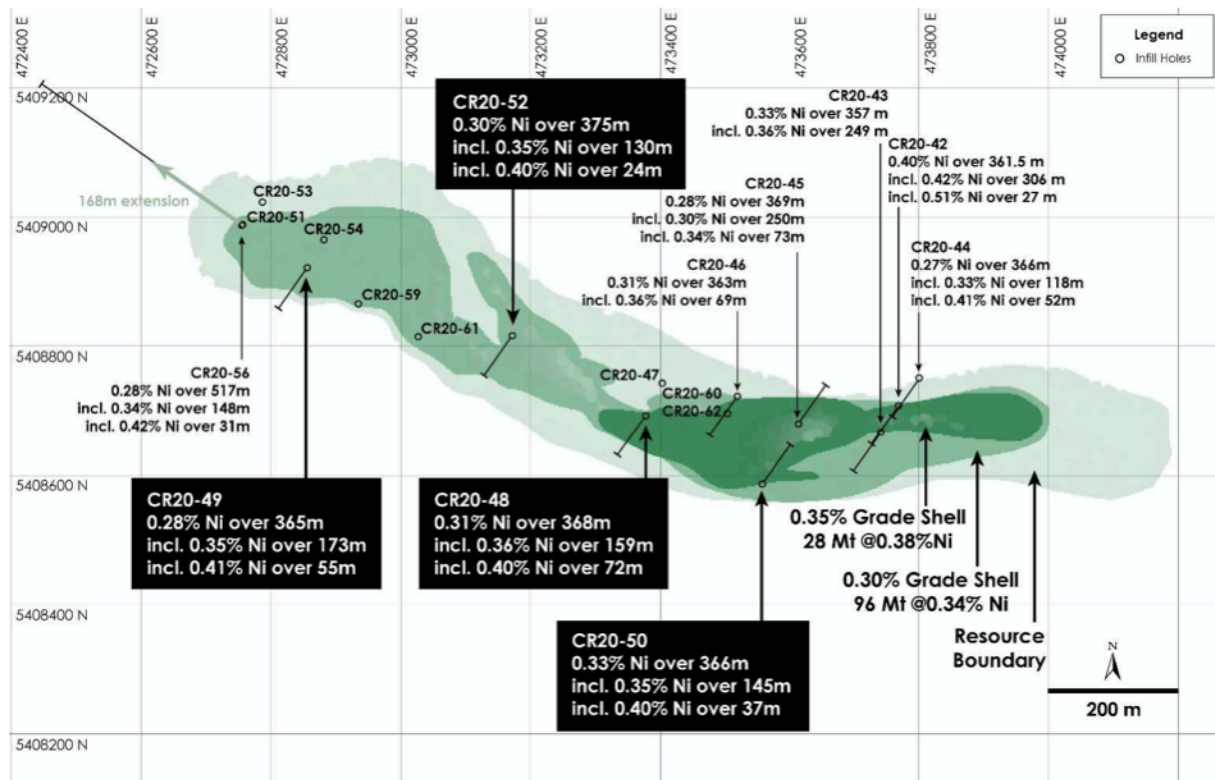 472400 E
472600 E
472800 E
473000 E
473200 E
473400 E
473600 E
473800 E
474000 E
Legend
Infill Holes
5409200 N
5409000 N
5408800 N
5408600 N
5408400 N
5408200 N
CR20-52
0.30% Ni over 375m
incl. 0.35% Ni over 130m
incl. 0.40% Ni over 24m
CR20-43
0.33% Ni over 357 m
incl. 0.36% Ni over 249 m
CR20-42
0.40% Ni over 361.5 m
incl. 0.42% Ni over 306 m
incl. 0.51% Ni over 27 m
CR20-45
0.28% Ni over 369m
incl. 0.30% Ni over 250m
incl. 0.34% Ni over 73m
CR20-44
0.27% Ni over 366m
incl. 0.33% Ni over 118m
incl. 0.41% Ni over 52m
CR20-46
0.31% Ni over 363m
incl. 0.36% Ni over 69m
168m extension
CR20-53
CR20-51
CR20-54
CR20-59
CR20-61
CR20-47
CR20-60
CR20-62
CR20-56
0.28% Ni over 517m
incl. 0.34% Ni over 148m
incl. 0.42% Ni over 31m
CR20-49
0.28% Ni over 365m
incl. 0.35% Ni over 173m
incl. 0.41% Ni over 55m
CR20-48
0.31% Ni over 368m
incl. 0.36% Ni over 159m
incl. 0.40% Ni over 72m
CR20-50
0.33% Ni over 366m
incl. 0.35% Ni over 145m
incl. 0.40% Ni over 37m
0.35% Grade Shell
28 Mt @0.38%Ni
0.30% Grade Shell
96 Mt @0.34% Ni
Resource
Boundary
N
200 m